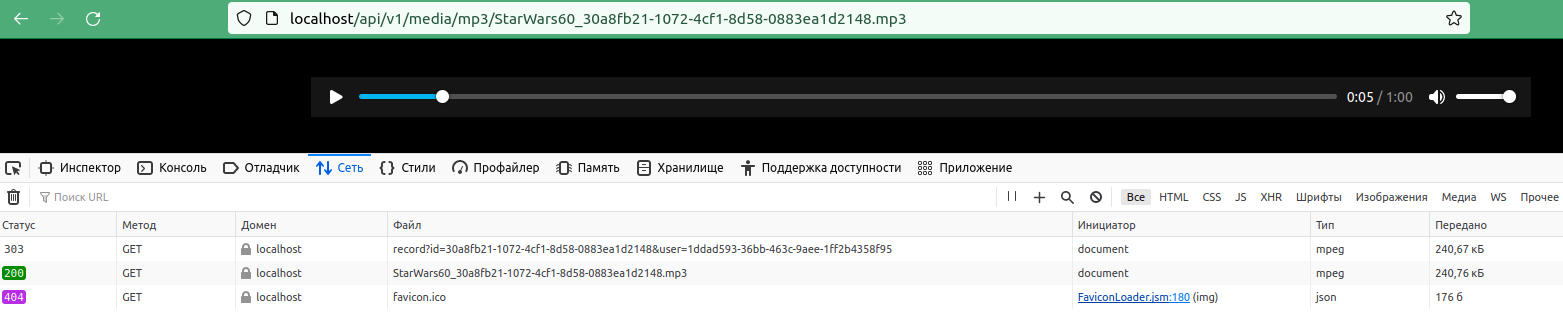 localhost/api/v1/media/mp3/StarWars60_30a8fb21-1072-4cf1-8d58-0883ea1d2148.mp3
0:05 / 1:00
Инспектор Консоль Отладчик Сеть Стили Профайлер Память Хранилище Поддержка доступности Приложение
Поиск URL Все HTML CSS JS XHR Шрифты Изображения Медиа WS Прочее
Статус Метод Домен Файл Инициатор Тип Передано
303 GET localhost record?id=30a8fb21-1072-4cf1-8d58-0883ea1d2148&user=1ddad593-36bb-463c-9aee-1ff2b4358f95 document mpeg 240,67 кБ
200 GET localhost StarWars60_30a8fb21-1072-4cf1-8d58-0883ea1d2148.mp3 document mpeg 240,76 кБ
404 GET localhost favicon.ico FaviconLoader.jsm:180 (img) json 176 б